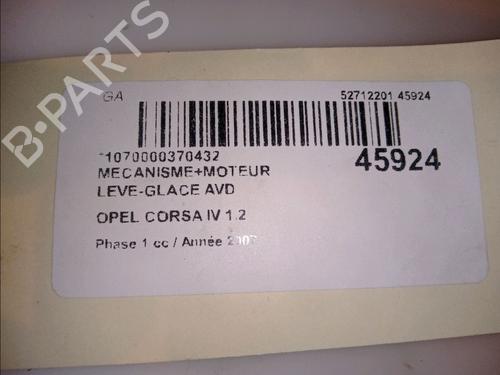 B-PARTS
GA 52712201 45924
*1070000370432 45924
MECANISME+MOTEUR
LEVE-GLACE AVD
OPEL CORSA IV 1.2
Phase 1 cc / Année 2007